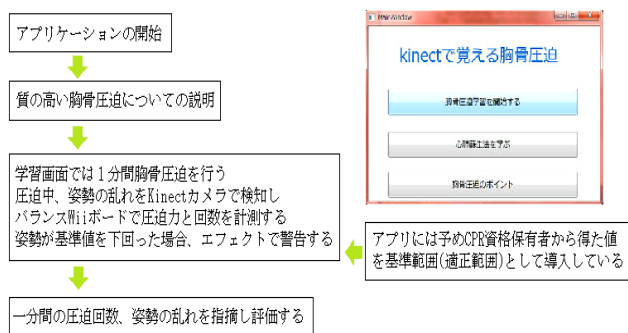 アプリケーションの開始
質の高い胸骨圧迫についての説明
学習画面では１分間胸骨圧迫を行う
圧迫中、姿勢の乱れをKinectカメラで検知し
バランスWiiボードで圧迫力と回数を計測する
姿勢が基準値を下回った場合、エフェクトで警告する
一分間の圧迫回数、姿勢の乱れを指摘し評価する
MainWindow
kinectで覚える胸骨圧迫
胸骨圧迫学習を開始する
心肺蘇生法を学ぶ
胸骨圧迫のポイント
アプリには予めCPR資格保有者から得た値
を基準範囲(適正範囲)として導入している